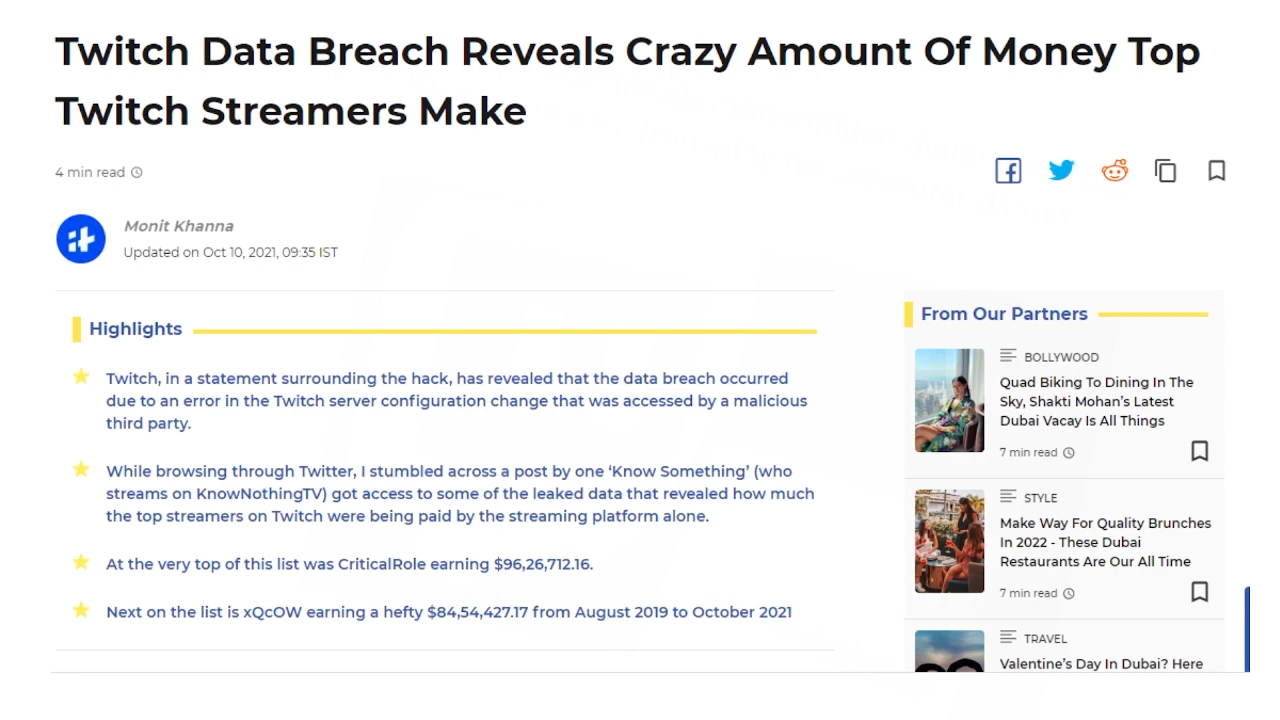 Twitch Data Breach Reveals Crazy Amount Of Money Top
Twitch Streamers Make
4 min read
Monit Khanna
Updated on Oct 10, 2021, 09:35 IST
Highlights
Twitch, in a statement surrounding the hack, has revealed that the data breach occurred
due to an error in the Twitch server configuration change that was accessed by a malicious
third party.
While browsing through Twitter, I stumbled across a post by one ‘Know Something’ (who
streams on KnowNothingTV) got access to some of the leaked data that revealed how much
the top streamers on Twitch were being paid by the streaming platform alone.
At the very top of this list was CriticalRole earning $96,26,712.16.
Next on the list is xQcOW earning a hefty $84,54,427.17 from August 2019 to October 2021
From Our Partners
BOLLYWOOD
Quad Biking To Dining In The
Sky, Shakti Mohan’s Latest
Dubai Vacay Is All Things
7 min read
STYLE
Make Way For Quality Brunches
In 2022 - These Dubai
Restaurants Are Our All Time
7 min read
TRAVEL
Valentine’s Day In Dubai? Here